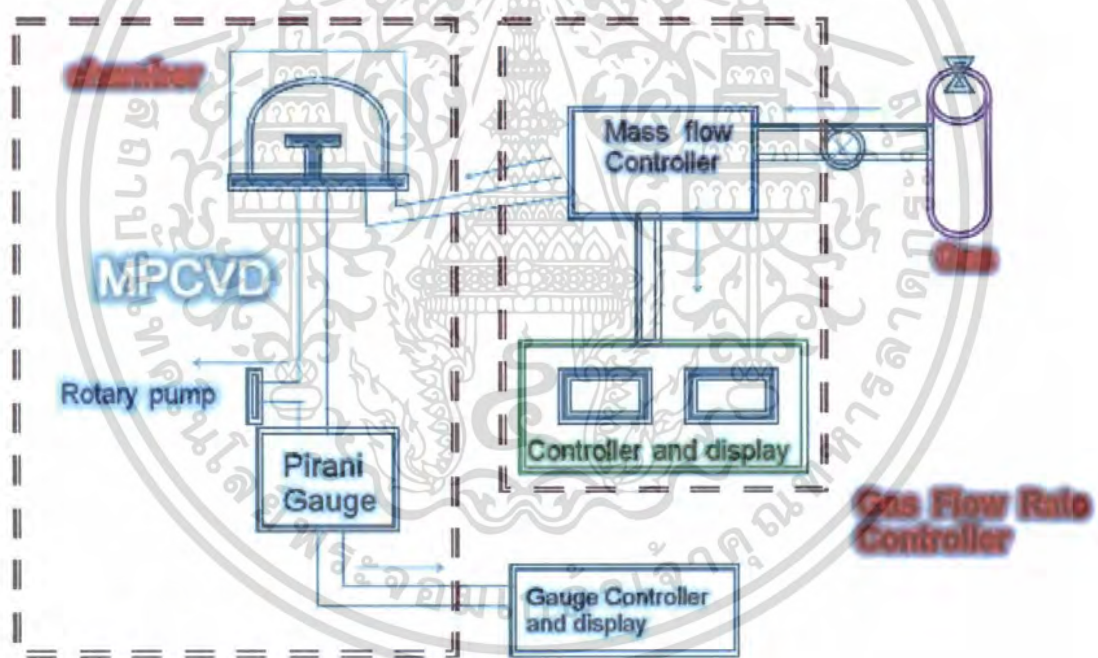 chamber
Mass flow
Controller
Gas
MPCVD
Rotary pump
Pirani
Gauge
Controller and display
Gas Flow Rate
Controller
Gauge Controller
and display